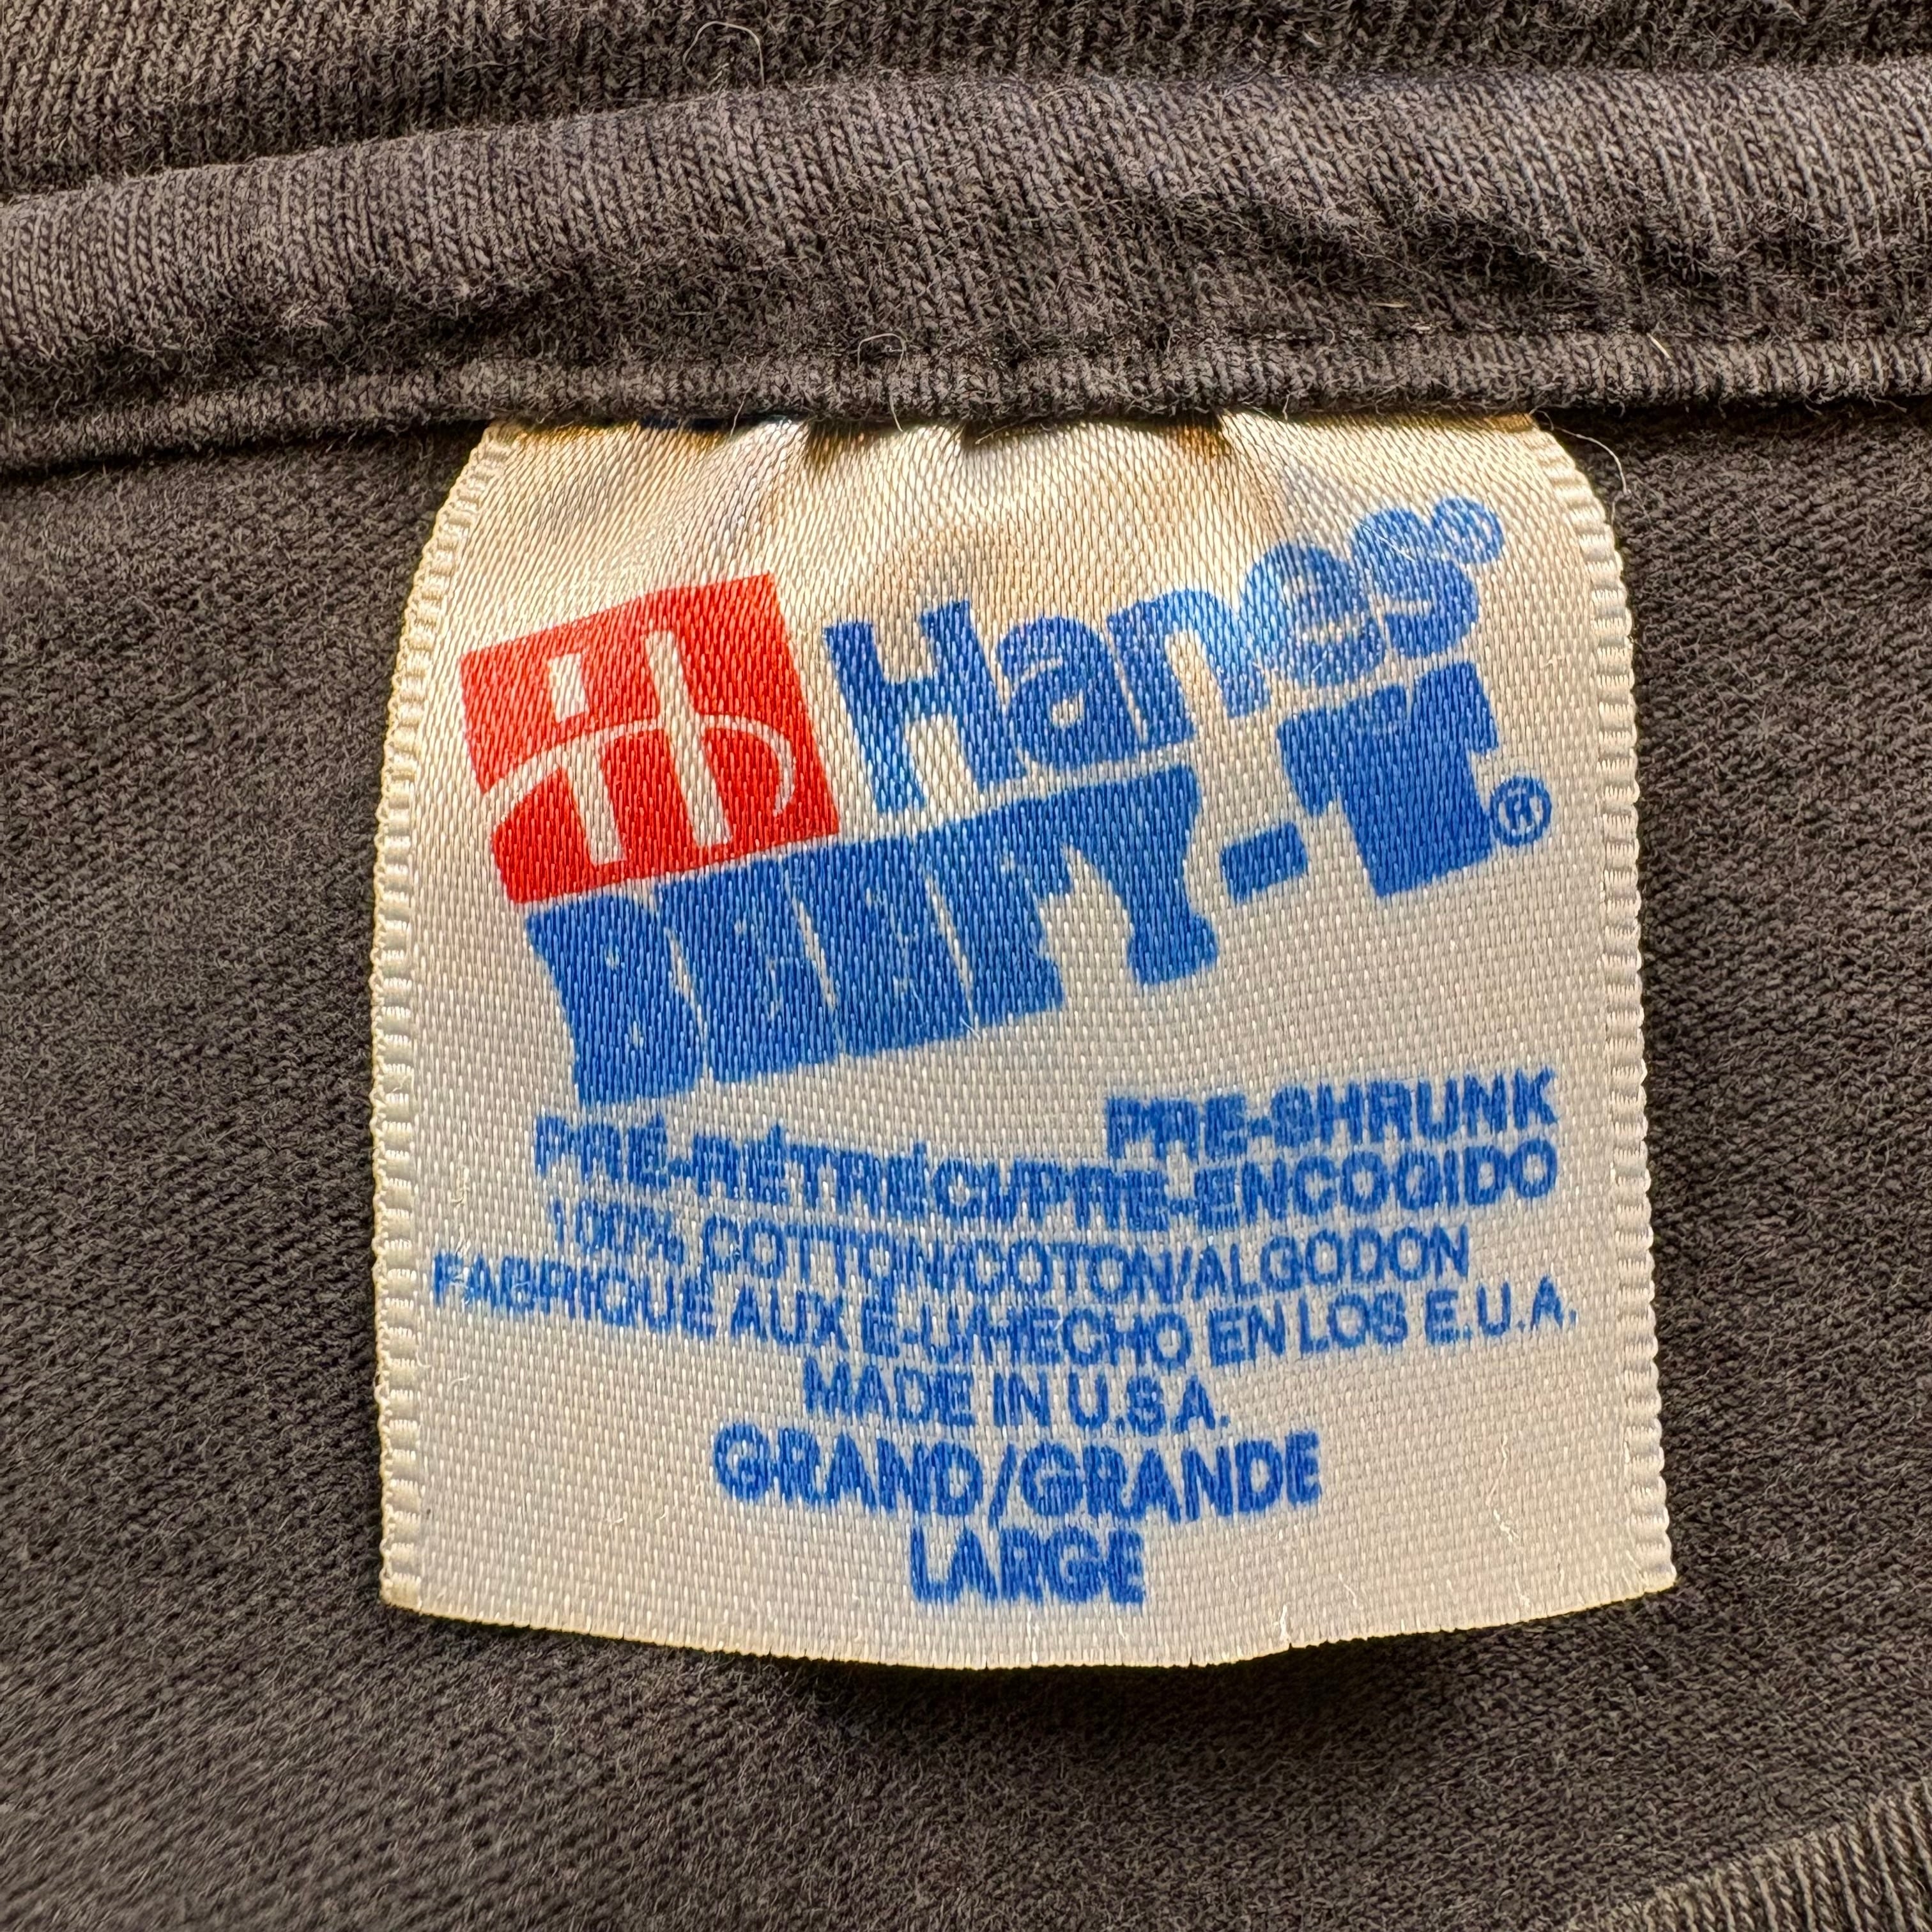 Hanes®
BEEFY-T®
PRE-SHRUNK
PRÉ-RÉTRÉCI/PRE-ENCOGIDO
100% COTTON/COTON/ALGODON
FABRIQUE AUX E-U/HECHO EN LOS E.U.A.
MADE IN U.S.A.
GRAND/GRANDE
LARGE